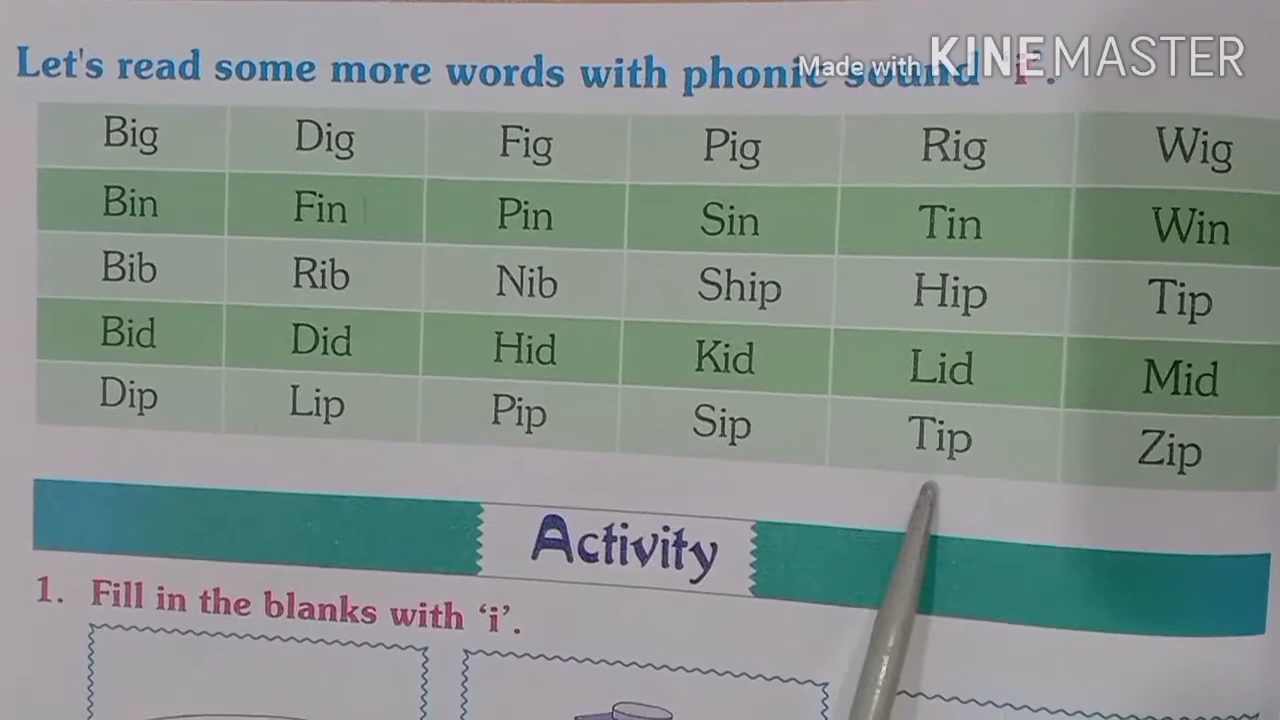 Let's read some more words with phonic sound 'i'.
Made with KINEMASTER
Big Dig Fig Pig Rig Wig
Bin Fin Pin Sin Tin Win
Bib Rib Nib Ship Hip Tip
Bid Did Hid Kid Lid Mid
Dip Lip Pip Sip Tip Zip
Activity
1. Fill in the blanks with ‘i’.